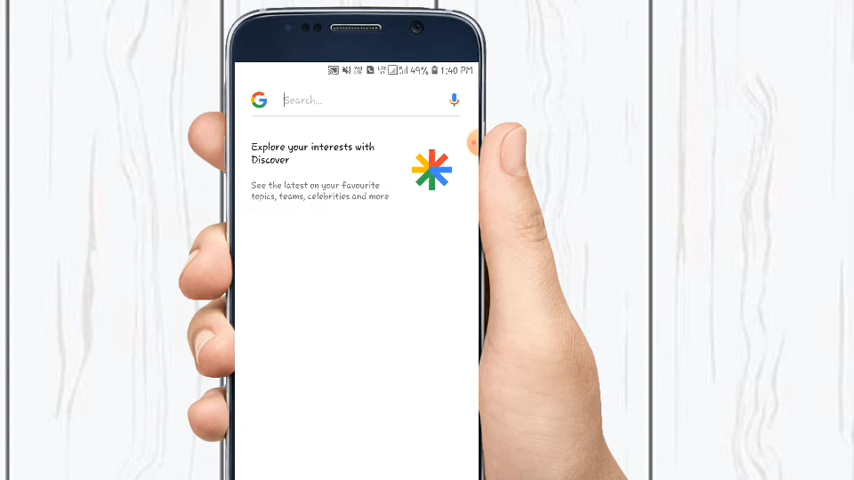 49% 1:40 PM
G Search...
Explore your interests with
Discover
See the latest on your favourite
topics, teams, celebrities and more